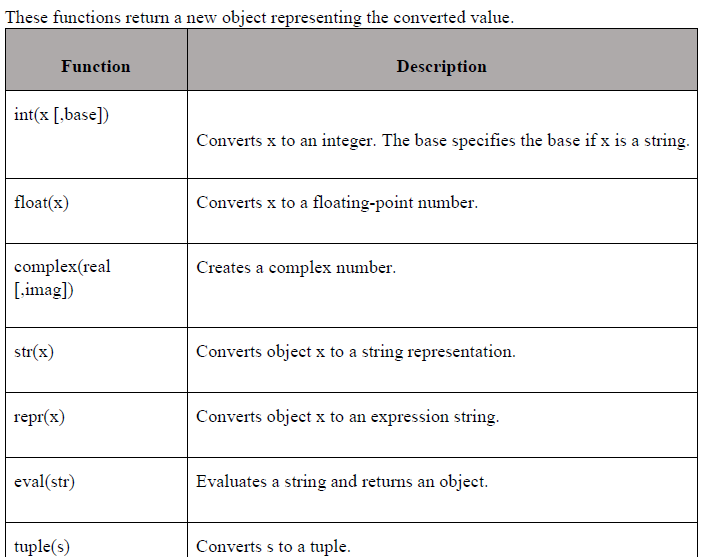 These functions return a new object representing the converted value.
Function Description
int(x [,base])
Converts x to an integer. The base specifies the base if x is a string.
float(x) Converts x to a floating-point number.
complex(real Creates a complex number.
[,imag])
str(x) Converts object x to a string representation.
repr(x) Converts object x to an expression string.
eval(str) Evaluates a string and returns an object.
tuple(s) Converts s to a tuple.